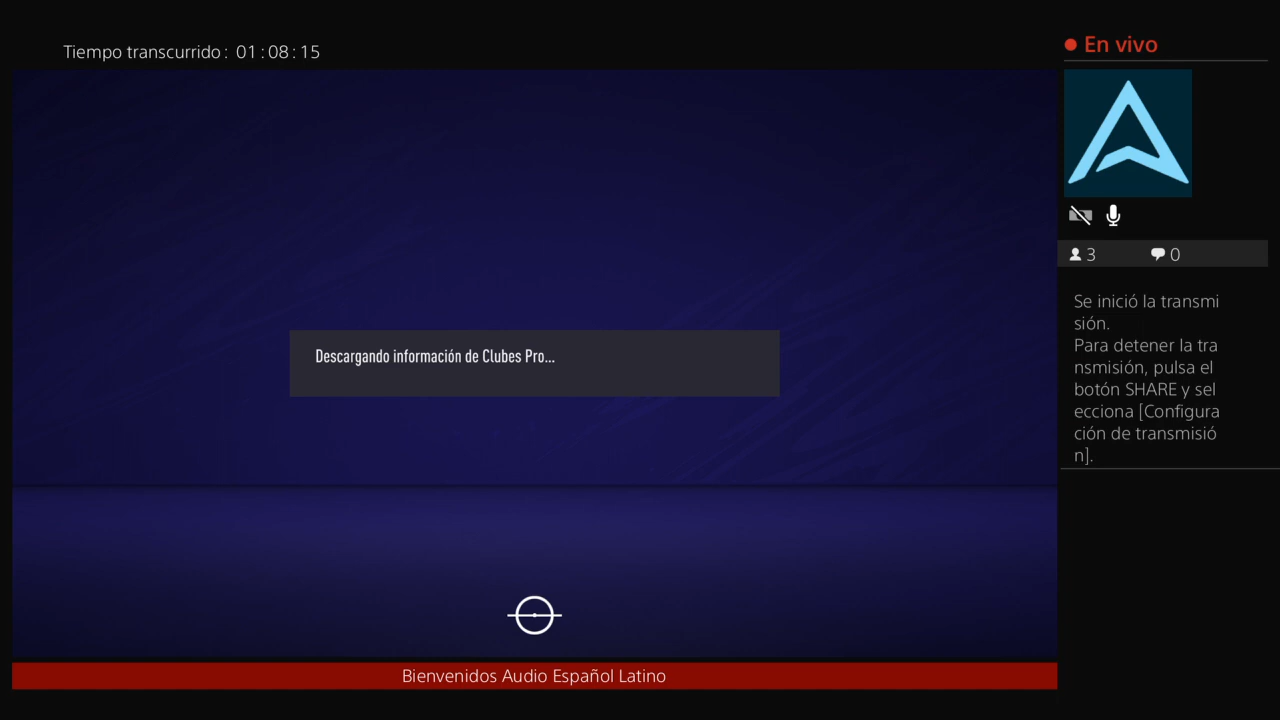 Tiempo transcurrido : 01 : 08 : 15
En vivo
3 0
Se inició la transmi
sión.
Para detener la tra
nsmisión, pulsa el
botón SHARE y sel
ecciona [Configura
ción de transmisió
n].
Descargando información de Clubes Pro...
Bienvenidos Audio Español Latino